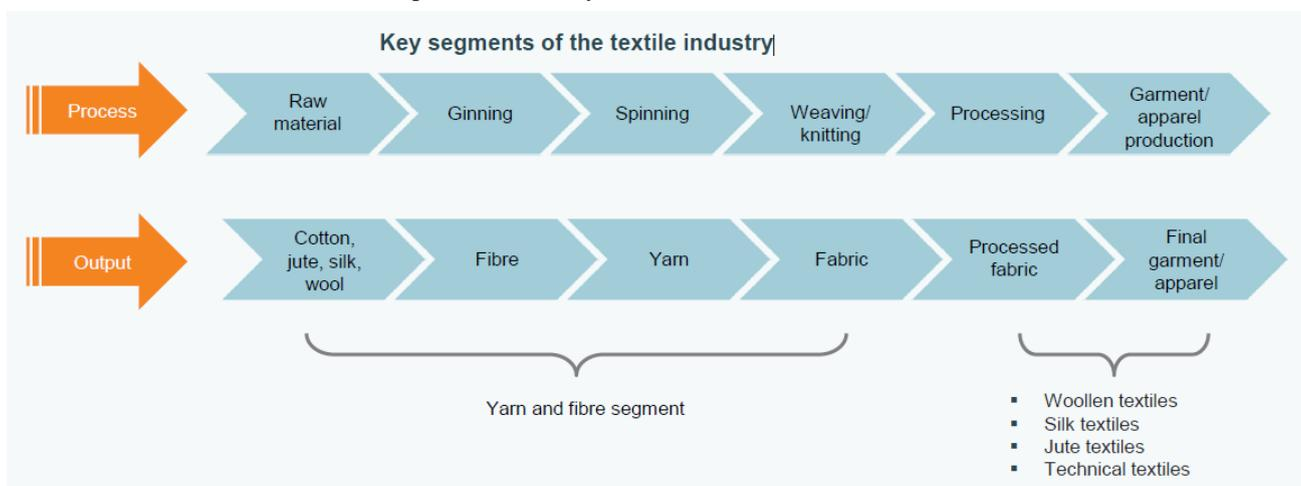 Key segments of the textile industry
Process
Raw
material
Ginning
Spinning
Weaving/
knitting
Processing
Garment/
apparel
production
Output
Cotton,
jute, silk,
wool
Fibre
Yarn
Fabric
Processed
fabric
Final
garment/
apparel
Yarn and fibre segment
▪ Woollen textiles
▪ Silk textiles
▪ Jute textiles
▪ Technical textiles